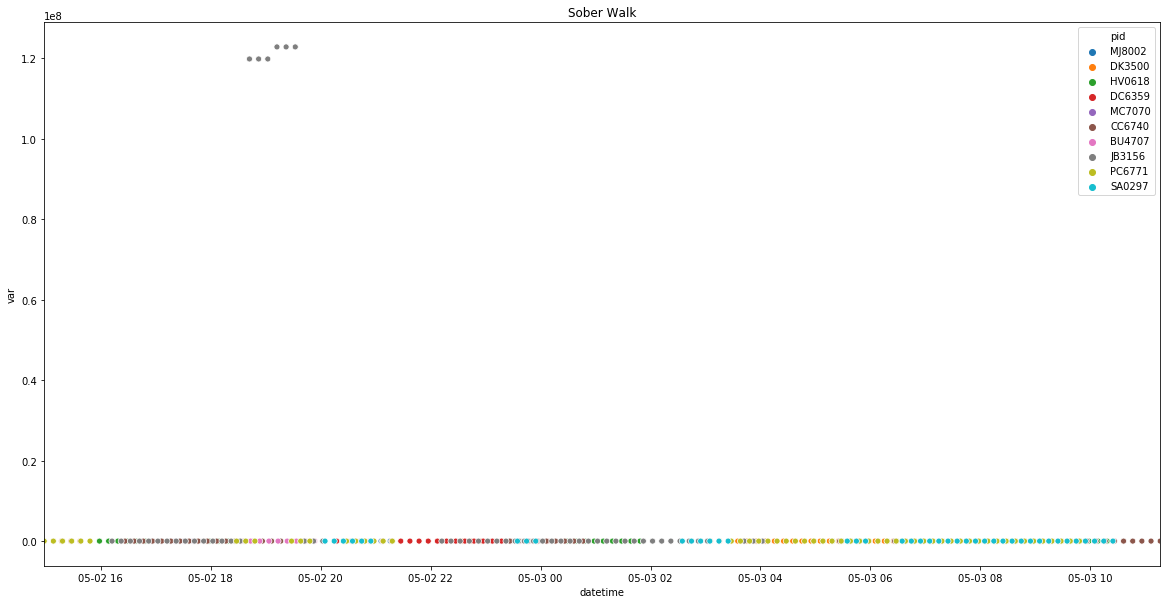 Sober Walk
1e8
pid
MJ8002
DK3500
HV0618
DC6359
MC7070
CC6740
BU4707
JB3156
PC6771
SA0297
1.2
1.0
0.8
0.6
0.4
0.2
0.0
var
05-02 16 05-02 18 05-02 20 05-02 22 05-03 00 05-03 02 05-03 04 05-03 06 05-03 08 05-03 10
datetime